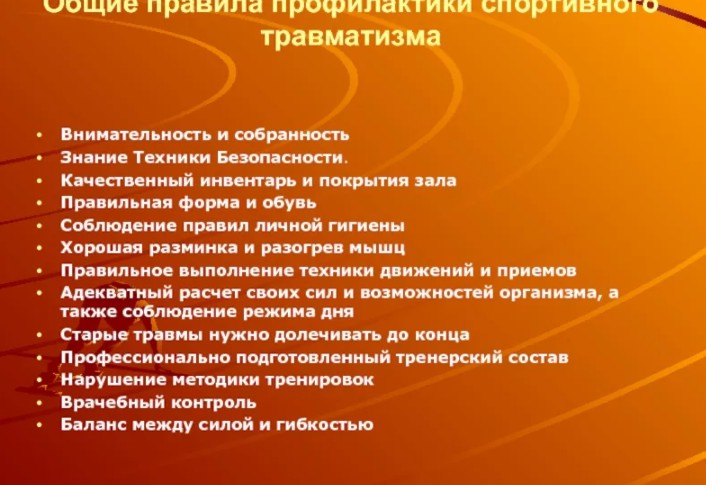 Общие правила профилактики спортивного
травматизма
• Внимательность и собранность
• Знание Техники Безопасности.
• Качественный инвентарь и покрытия зала
• Правильная форма и обувь
• Соблюдение правил личной гигиены
• Хорошая разминка и разогрев мышц
• Правильное выполнение техники движений и приемов
• Адекватный расчет своих сил и возможностей организма, а
также соблюдение режима дня
• Старые травмы нужно долечивать до конца
• Профессионально подготовленный тренерский состав
• Нарушение методики тренировок
• Врачебный контроль
• Баланс между силой и гибкостью